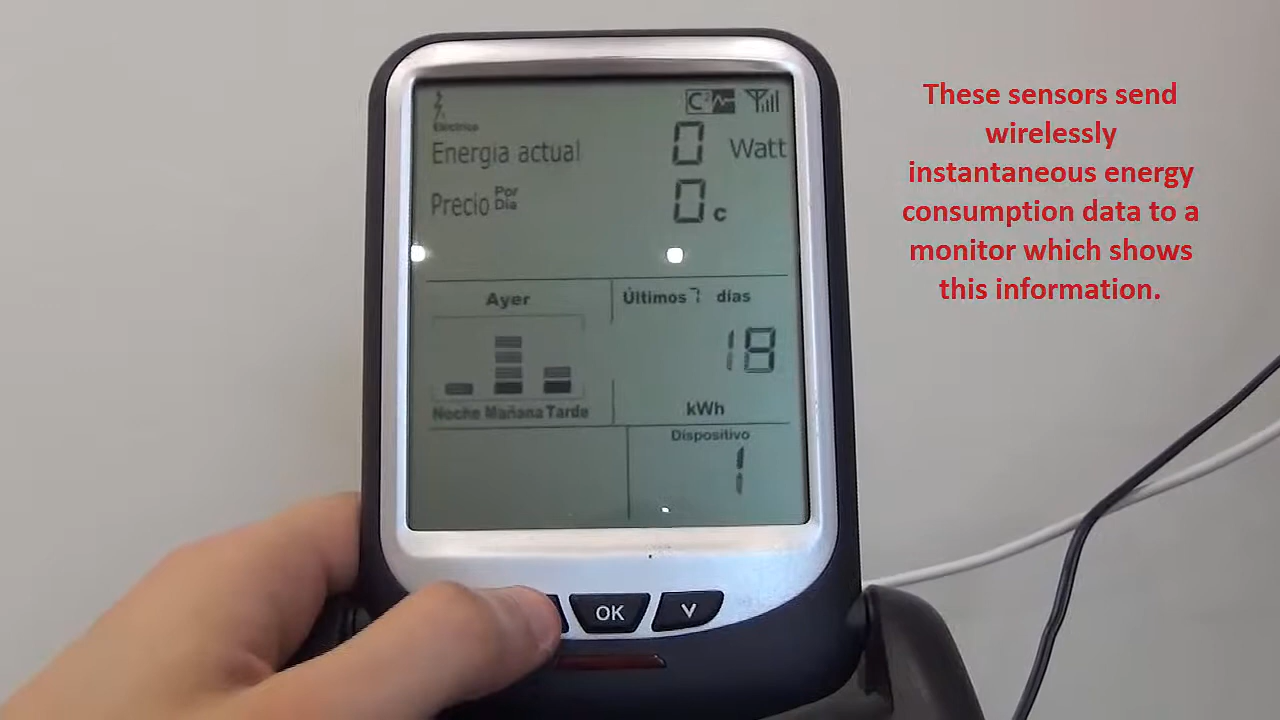 Eléctrico
Energía actual 0 Watt
Precio Por Día 0 c
Ayer
Últimos 7 días
18
Noche Mañana Tarde
kWh
Dispositivo
1
OK
These sensors send
wirelessly
instantaneous energy
consumption data to a
monitor which shows
this information.